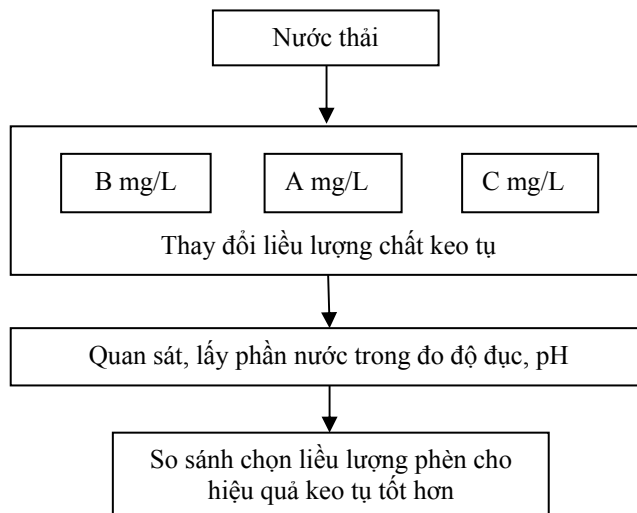 Nước thải
B mg/L
A mg/L
C mg/L
Thay đổi liều lượng chất keo tụ
Quan sát, lấy phần nước trong đo độ đục, pH
So sánh chọn liều lượng phèn cho
hiệu quả keo tụ tốt hơn